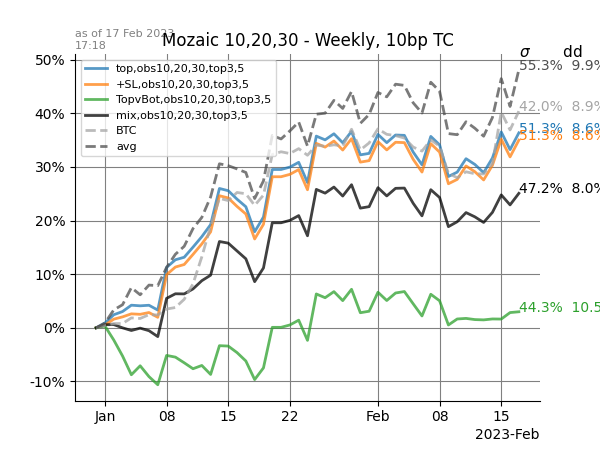 as of 17 Feb 2023
17:18
Mozaic 10,20,30 - Weekly, 10bp TC
σ dd
50%
40%
30%
20%
10%
0%
-10%
top,obs10,20,30,top3,5
+SL,obs10,20,30,top3,5
TopvBot,obs10,20,30,top3,5
mix,obs10,20,30,top3,5
BTC
avg
55.3% 9.9%
42.0% 8.9%
51.3% 8.6%
51.3% 8.6%
47.2% 8.0%
44.3% 10.5
Jan 08 15 22 Feb 08 15
2023-Feb